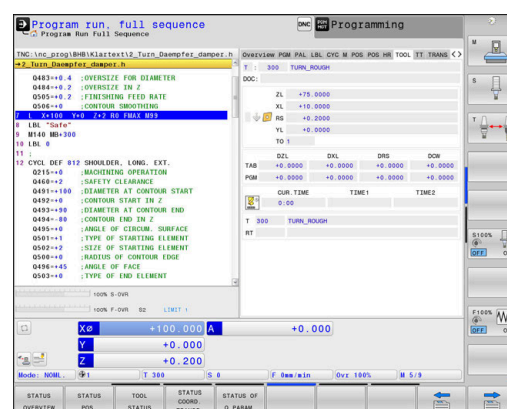 Program run, full sequence
Program Run Full Sequence
DNC
Programming
TNC:\nc_prog\BHB\Klartext\2_Turn_Daempfer_damper.h
→2_Turn_Daempfer_damper.h
Q483=+0.4 ;OVERSIZE FOR DIAMETER
Q484=+0.2 ;OVERSIZE IN Z
Q505=+0.2 ;FINISHING FEED RATE
Q506=+0 ;CONTOUR SMOOTHING
7 L X+100 Y+0 Z+2 R0 FMAX M99
8 LBL "Safe"
9 M140 MB+300
10 LBL 0
11 ;
12 CYCL DEF 812 SHOULDER, LONG. EXT.
Q215=+0 ;MACHINING OPERATION
Q460=+2 ;SAFETY CLEARANCE
Q491=+100 ;DIAMETER AT CONTOUR START
Q492=+0 ;CONTOUR START IN Z
Q493=+90 ;DIAMETER AT CONTOUR END
Q494=-80 ;CONTOUR END IN Z
Q495=+0 ;ANGLE OF CIRCUM. SURFACE
Q501=+1 ;TYPE OF STARTING ELEMENT
Q502=+2 ;SIZE OF STARTING ELEMENT
Q500=+0 ;RADIUS OF CONTOUR EDGE
Q496=+45 ;ANGLE OF FACE
Q503=+0 ;TYPE OF END ELEMENT
Overview PGM PAL LBL CYC M POS POS HR TOOL TT TRANS
T : 300 TURN_ROUGH
DOC:
ZL +75.0000
XL +10.0000
RS +0.2000
YL +0.0000
TO 1
DZL DXL DRS DCW
TAB +0.0000 +0.0000 +0.0000 +0.0000
PGM +0.0000 +0.0000 +0.0000 +0.0000
CUR.TIME TIME1 TIME2
0:00
T 300 TURN_ROUGH
RT
100% S-OVR
100% F-OVR S2 LIMIT 1
XØ +100.000 A +0.000
Y +0.000
Z +0.200
Mode: NOML. 1 T 300 S 0 F 0mm/min Ovr 100% M 5/9
M
S
T
S100%
OFF
F100%
OFF
STATUS OVERVIEW
STATUS POS.
TOOL STATUS
STATUS COORD.
STATUS OF Q PARAM.